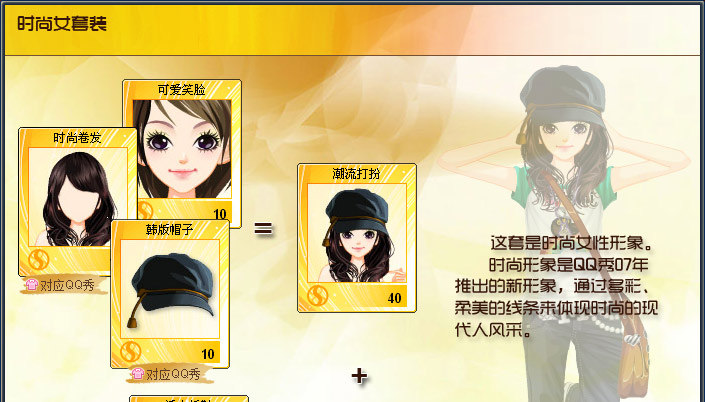 时尚女套装
可爱笑脸
10
时尚卷发
对应QQ秀
韩版帽子
10
对应QQ秀
=
潮流打扮
40
+
这套是时尚女性形象。
时尚形象是QQ秀07年
推出的新形象，通过多彩、
柔美的线条来体现时尚的现
代人风采。